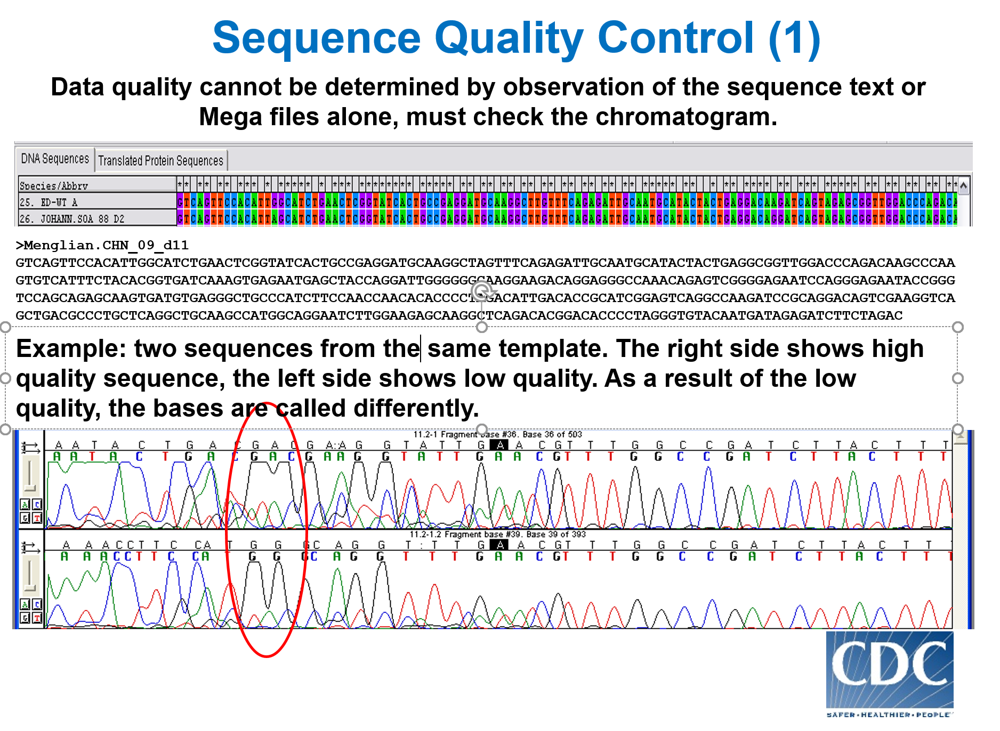 Sequence Quality Control (1)
Data quality cannot be determined by observation of the sequence text or
Mega files alone, must check the chromatogram.
DNA Sequences Translated Protein Sequences
Species/Abbrv
25. ED-WT A GTCAGTTCCACATTGGCATCTGAACTCGGTATCACTGCCGAGGATGCAAGGCTTGTTTCAGAGATTGCAATGCATACTACTGAGGACAAGATCAGTAGAGCGGTTGGACCCAGACA
26. JOHANN.SOA 88 D2 GTCAGTTCCACATTAGCATCTGAACTCGGTATCACTGCCGAGGATGCAAGGCTTGTTTCAGAGATTGCAATGCATACTACTGAGGACAGGATCAGTAGAGCGGTTGGACCCAGACA
>Menglian.CHN_09_d11
GTCAGTTCCACATTGGCATCTGAACTCGGTATCACTGCCGAGGATGCAAGGCTAGTTTCAGAGATTGCAATGCATACTACTGAGGCGGTTGGACCCAGACAAGCCCAA
GTGTCATTTCTACACGGTGATCAAAGTGAGAATGAGCTACCAGGATTGGGGGGCAAGGAAGACAGGAGGGCCAAACAGAGTCGGGGAGAATCCAGGGAGAATACCGGG
TCCAGCAGAGCAAGTGATGTGAGGGCTGCCCATCTTCCAACCAACACACCCCTAGACATTGACACCGCATCGGAGTCAGGCCAAGATCCGCAGGACAGTCGAAGGTCA
GCTGACGCCCTGCTCAGGCTGCAAGCCATGGCAGGAATCTTGGAAGAGCAAGGCTCAGACACGGACACCCCTAGGGTGTACAATGATAGAGATCTTCTAGAC
Example: two sequences from the same template. The right side shows high
quality sequence, the left side shows low quality. As a result of the low
quality, the bases are called differently.
11.2-1 Fragment base #36. Base 36 of 503
A A T A C T G A C G A C G A:A G G T A T T G A A C G T T T G G C C G A T C T T A C T T T
A A T A C T G A C G A C G A A G G T A T T G A A C G T T T G G C C G A T C T T A C T T T
A C
G T
11.2-1.2 Fragment base #39. Base 39 of 393
A A A C C T T C C A T G G G C A G G T : T T G A A C G T T T G G C C G A T C T T A C T T T
A A A C C T T C C A T G G G C A G G T T T G A A C G T T T G G C C G A T C T T A C T T T
A C
G T
CDC
SAFER·HEALTHIER·PEOPLE